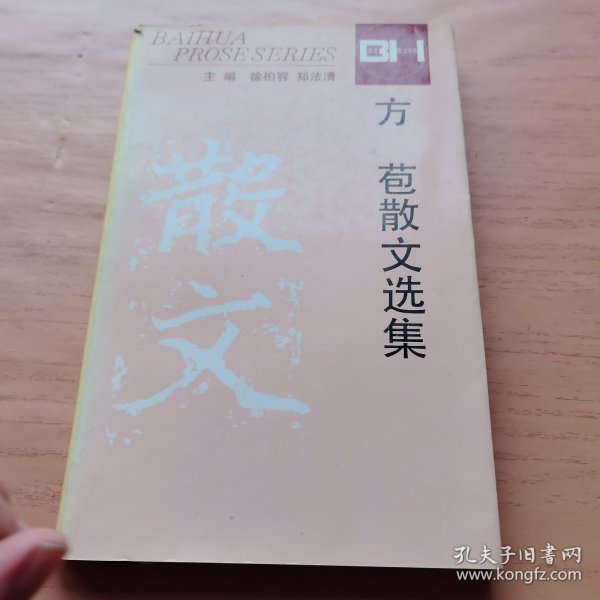 BAIHUA
PROSE SERIES
主编 徐柏容 郑法清
BH
方 苞散文选集
散文
孔夫子旧书网
www.kongfz.com